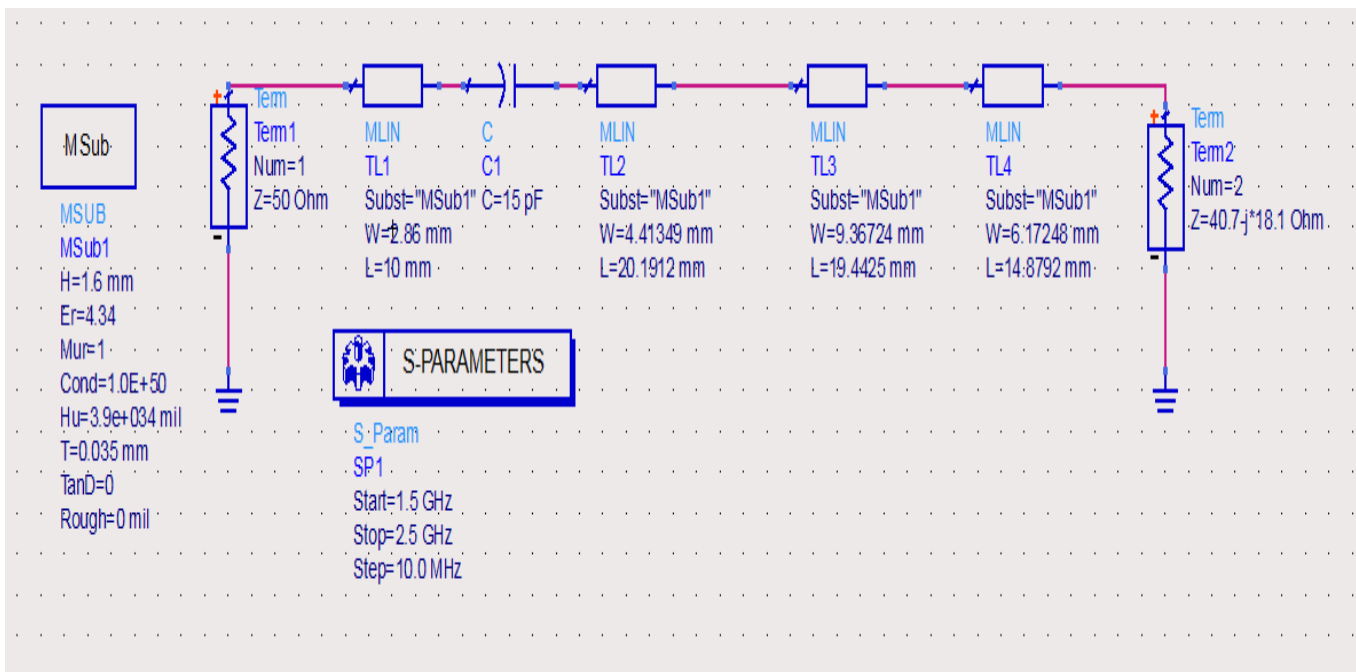 MSub
MSUB
MSub1
H=1.6 mm
Er=4.34
Mur=1
Cond=1.0E+50
Hu=3.9e+034 mil
T=0.035 mm
TanD=0
Rough=0 mil
+
Term
Term1
Num=1
Z=50 Ohm
-
MLIN
TL1
Subst="MSub1"
W=2.86 mm
L=10 mm
C
C1
C=15 pF
MLIN
TL2
Subst="MSub1"
W=4.41349 mm
L=20.1912 mm
MLIN
TL3
Subst="MSub1"
W=9.36724 mm
L=19.4425 mm
MLIN
TL4
Subst="MSub1"
W=6.17248 mm
L=14.8792 mm
+
Term
Term2
Num=2
Z=40.7-j*18.1 Ohm
-
S-PARAMETERS
S_Param
SP1
Start=1.5 GHz
Stop=2.5 GHz
Step=10.0 MHz